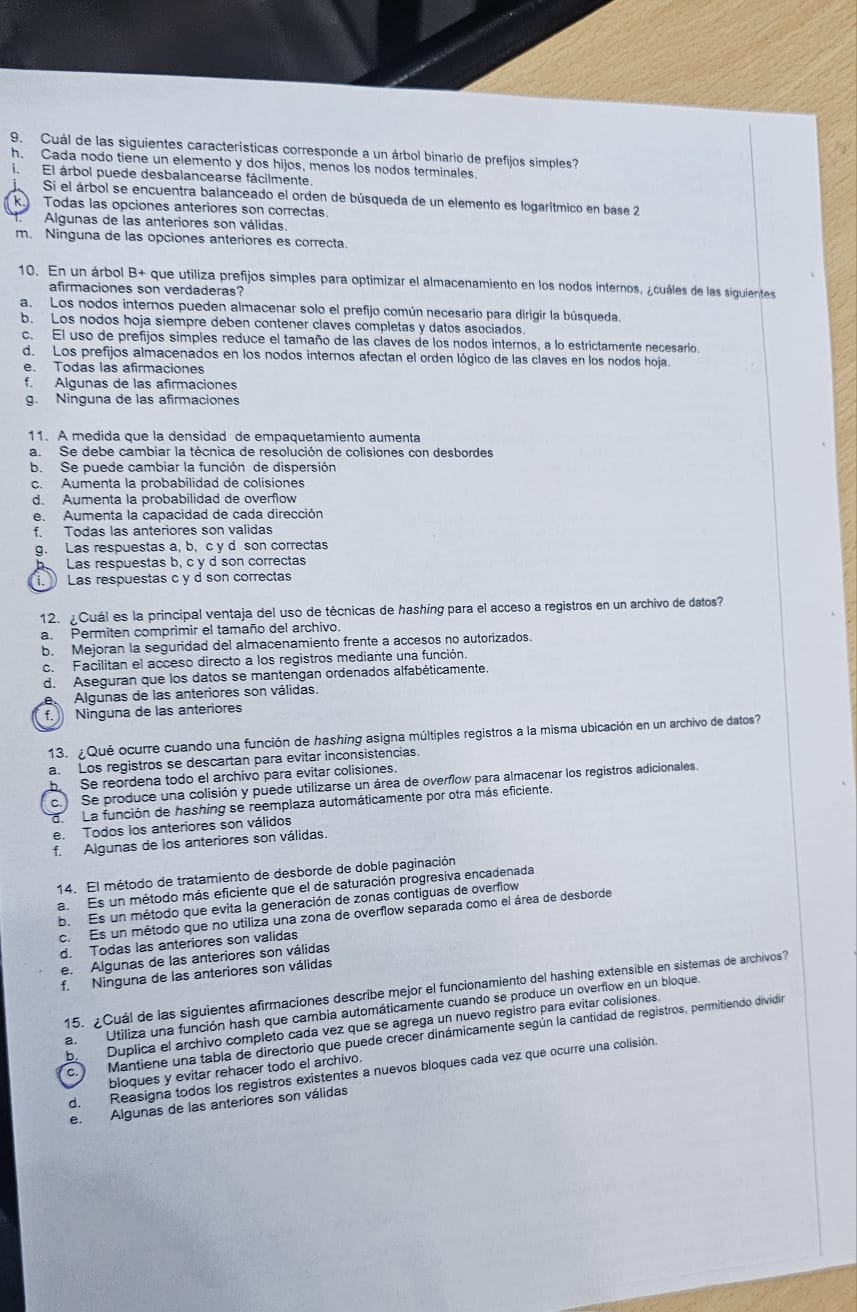 9. Cuál de las siguientes características corresponde a un árbol binario de prefijos simples?
h. Cada nodo tiene un elemento y dos hijos, menos los nodos terminales.
i. El árbol puede desbalancearse fácilmente.
j. Si el árbol se encuentra balanceado el orden de búsqueda de un elemento es logarítmico en base 2
k. Todas las opciones anteriores son correctas.
l. Algunas de las anteriores son válidas.
m. Ninguna de las opciones anteriores es correcta.
10. En un árbol B+ que utiliza prefijos simples para optimizar el almacenamiento en los nodos internos, ¿cuáles de las siguientes
afirmaciones son verdaderas?
a. Los nodos internos pueden almacenar solo el prefijo común necesario para dirigir la búsqueda.
b. Los nodos hoja siempre deben contener claves completas y datos asociados.
c. El uso de prefijos simples reduce el tamaño de las claves de los nodos internos, a lo estrictamente necesario.
d. Los prefijos almacenados en los nodos internos afectan el orden lógico de las claves en los nodos hoja.
e. Todas las afirmaciones
f. Algunas de las afirmaciones
g. Ninguna de las afirmaciones
11. A medida que la densidad de empaquetamiento aumenta
a. Se debe cambiar la técnica de resolución de colisiones con desbordes
b. Se puede cambiar la función de dispersión
c. Aumenta la probabilidad de colisiones
d. Aumenta la probabilidad de overflow
e. Aumenta la capacidad de cada dirección
f. Todas las anteriores son validas
g. Las respuestas a, b, c y d son correctas
h. Las respuestas b, c y d son correctas
i. Las respuestas c y d son correctas
12. ¿Cuál es la principal ventaja del uso de técnicas de hashing para el acceso a registros en un archivo de datos?
a. Permiten comprimir el tamaño del archivo.
b. Mejoran la seguridad del almacenamiento frente a accesos no autorizados.
c. Facilitan el acceso directo a los registros mediante una función.
d. Aseguran que los datos se mantengan ordenados alfabéticamente.
e. Algunas de las anteriores son válidas.
f. Ninguna de las anteriores
13. ¿Qué ocurre cuando una función de hashing asigna múltiples registros a la misma ubicación en un archivo de datos?
a. Los registros se descartan para evitar inconsistencias.
b. Se reordena todo el archivo para evitar colisiones.
c. Se produce una colisión y puede utilizarse un área de overflow para almacenar los registros adicionales.
d. La función de hashing se reemplaza automáticamente por otra más eficiente.
e. Todos los anteriores son válidos
f. Algunas de los anteriores son válidas.
14. El método de tratamiento de desborde de doble paginación
a. Es un método más eficiente que el de saturación progresiva encadenada
b. Es un método que evita la generación de zonas contiguas de overflow
c. Es un método que no utiliza una zona de overflow separada como el área de desborde
d. Todas las anteriores son validas
e. Algunas de las anteriores son válidas
f. Ninguna de las anteriores son válidas
15. ¿Cuál de las siguientes afirmaciones describe mejor el funcionamiento del hashing extensible en sistemas de archivos?
a. Utiliza una función hash que cambia automáticamente cuando se produce un overflow en un bloque.
b. Duplica el archivo completo cada vez que se agrega un nuevo registro para evitar colisiones.
c. Mantiene una tabla de directorio que puede crecer dinámicamente según la cantidad de registros, permitiendo dividir
bloques y evitar rehacer todo el archivo.
d. Reasigna todos los registros existentes a nuevos bloques cada vez que ocurre una colisión.
e. Algunas de las anteriores son válidas